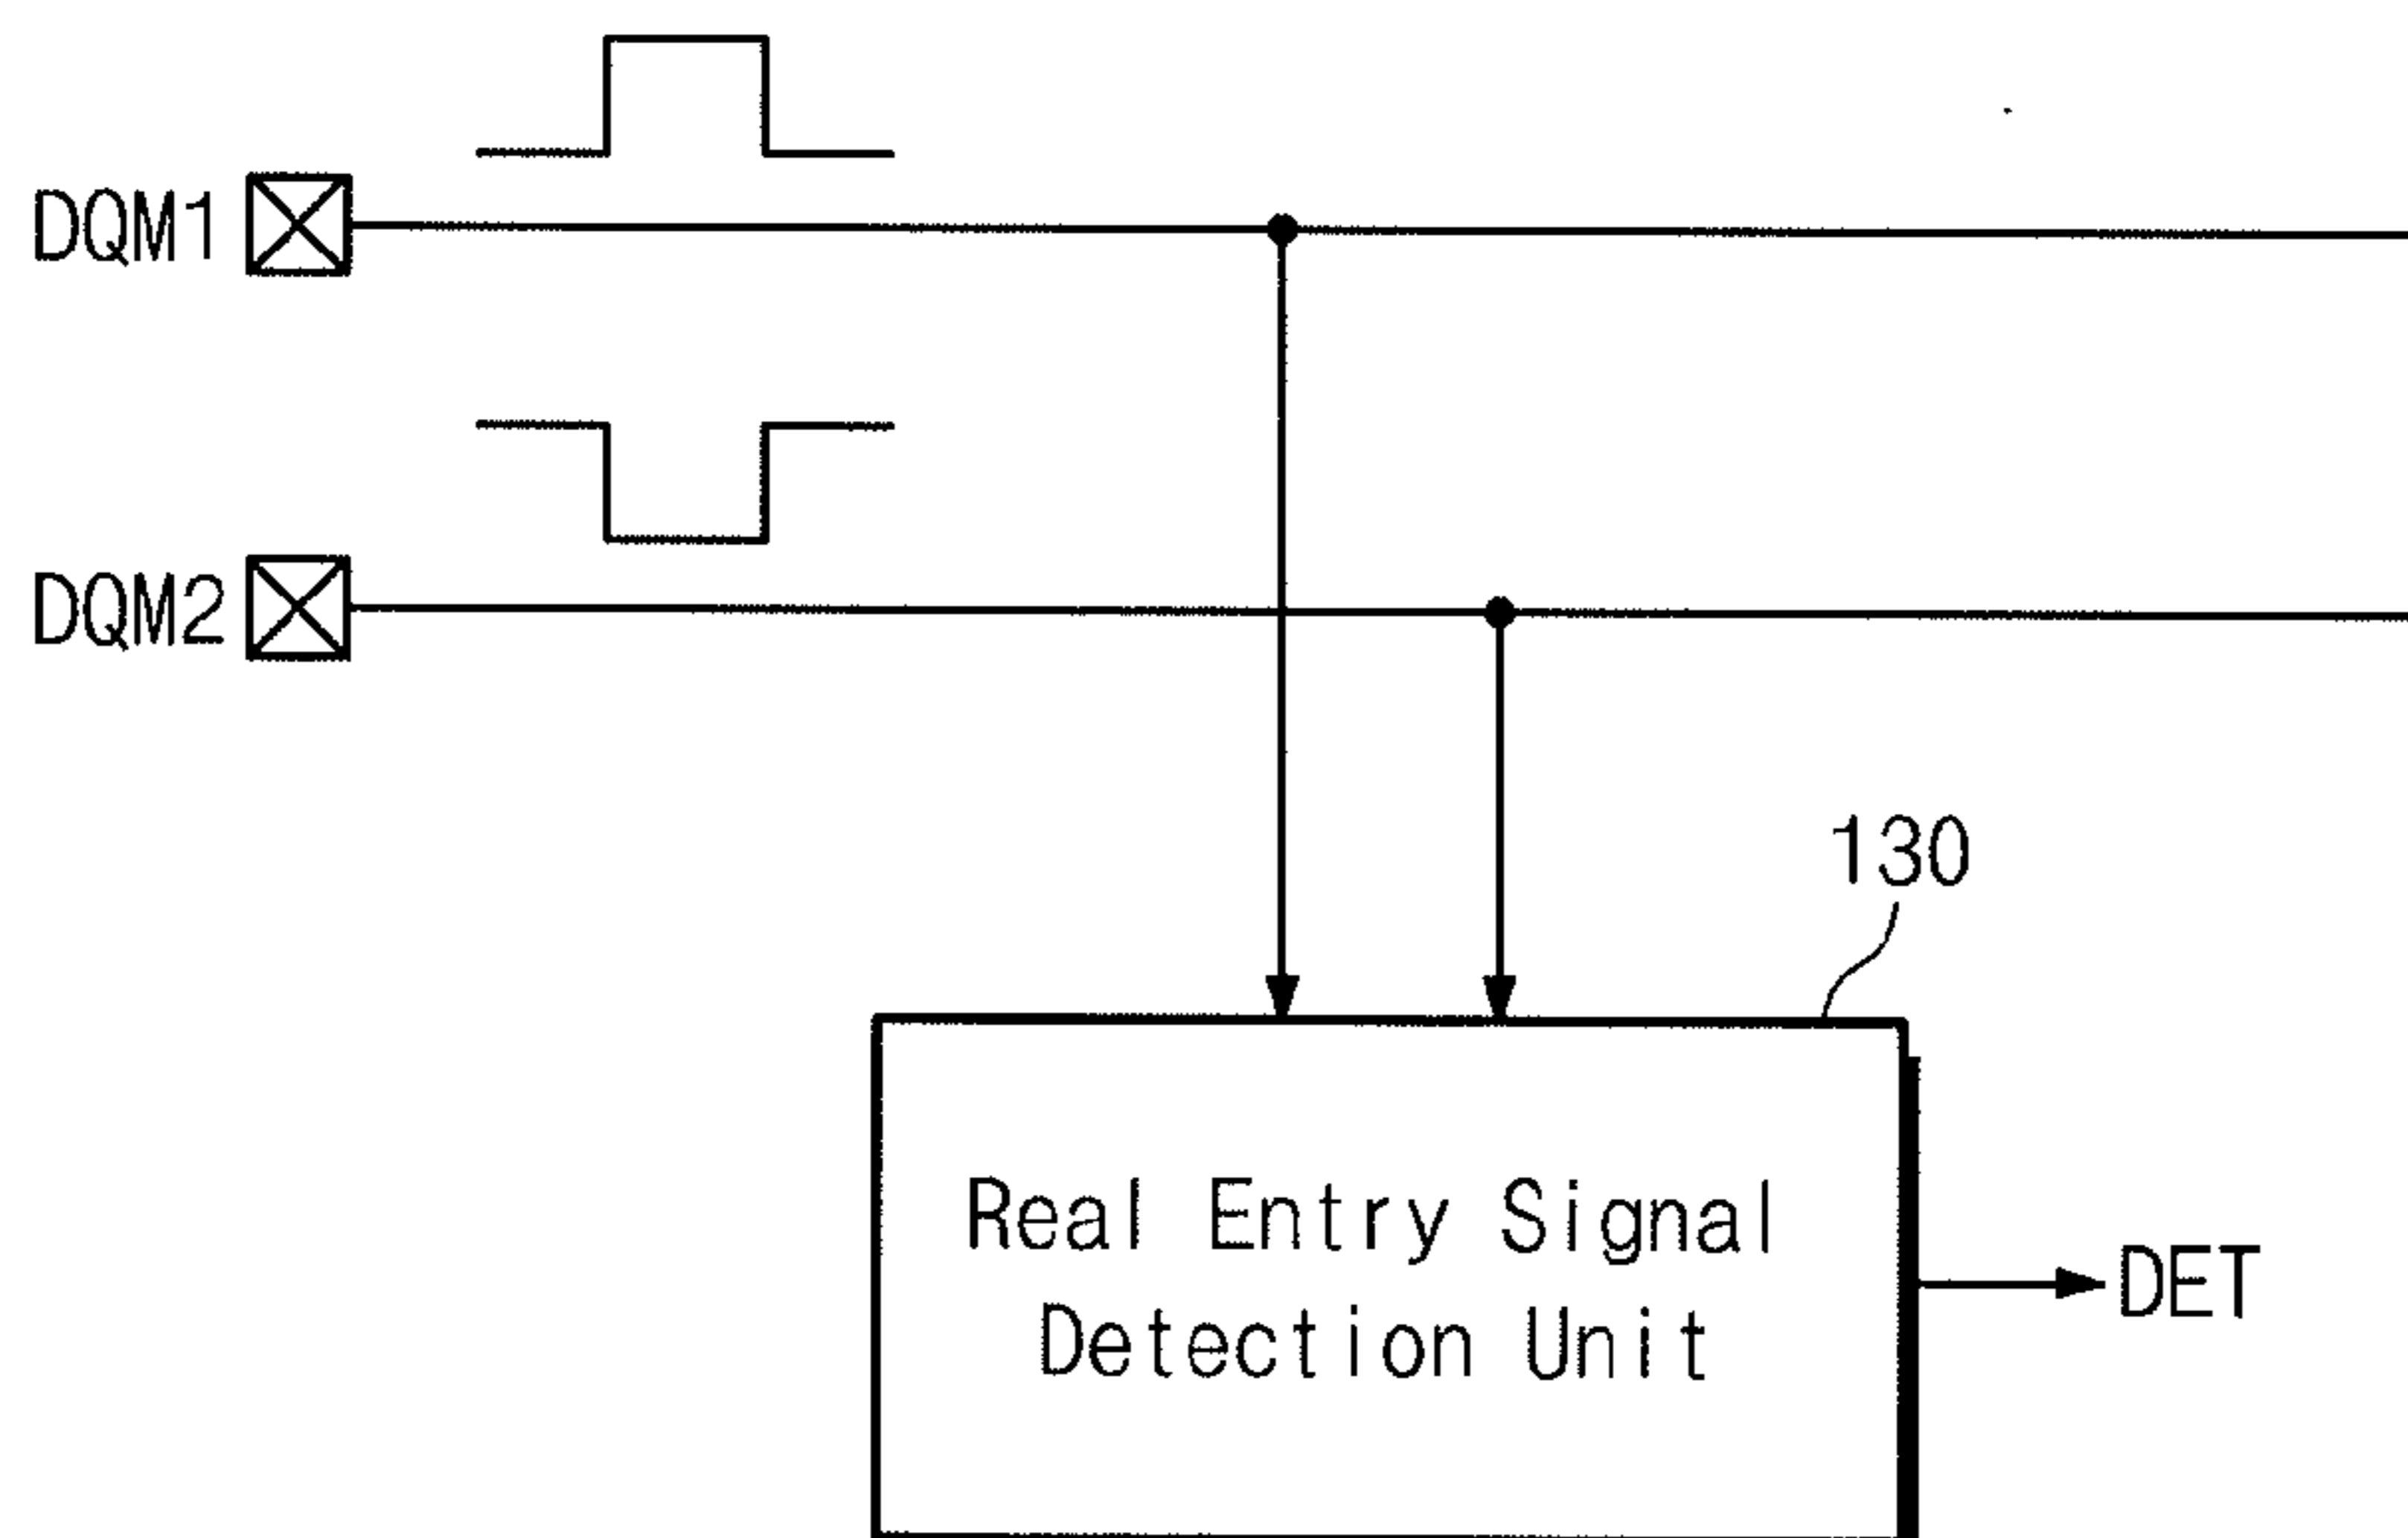 DQM1
DQM2
130
Real Entry Signal
Detection Unit
DET